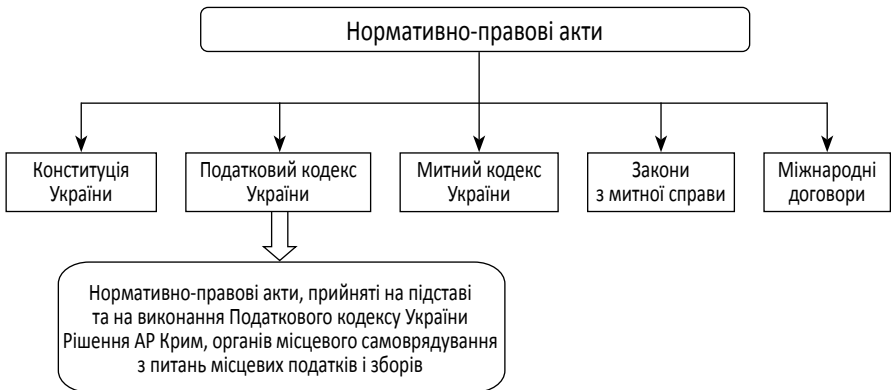 Нормативно-правові акти
Конституція
України
Податковий кодекс
України
Митний кодекс
України
Закони
з митної справи
Міжнародні
договори
Нормативно-правові акти, прийняті на підставі
та на виконання Податкового кодексу України
Рішення АР Крим, органів місцевого самоврядування
з питань місцевих податків і зборів